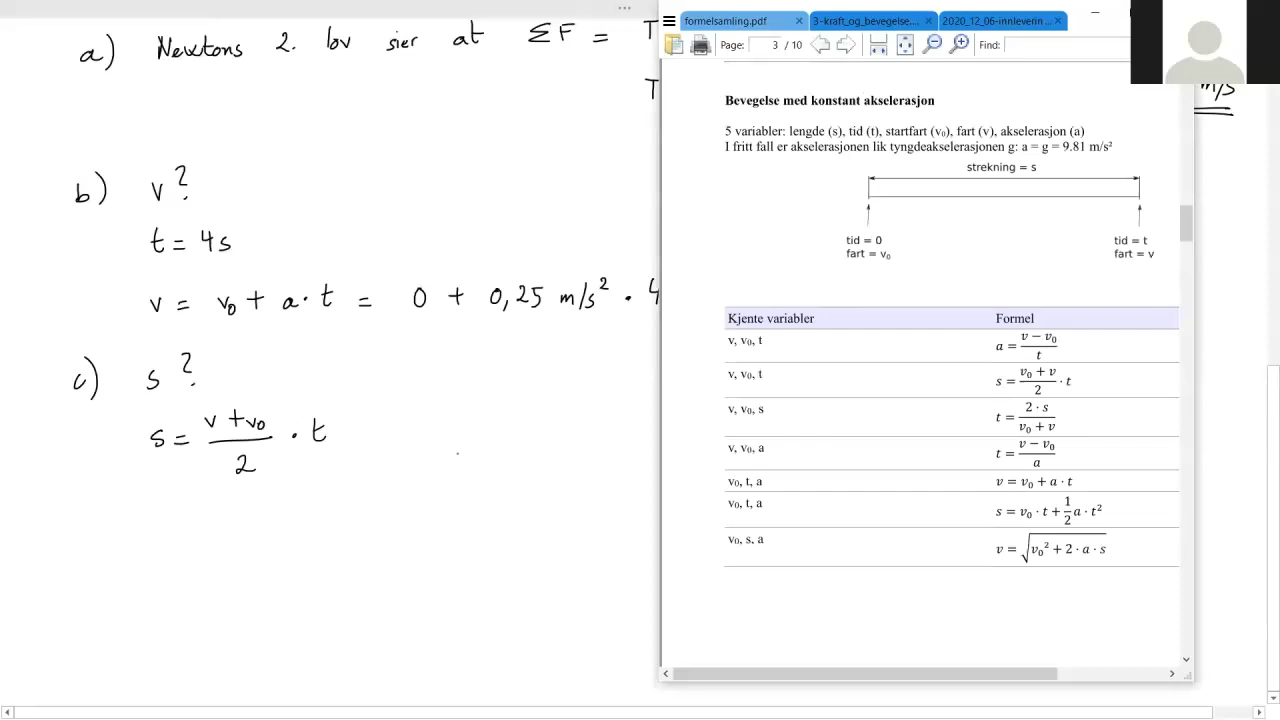 a) Newtons 2. lov sier at ΣF = T
T
m/s
b) v?
t = 4s
v = v₀ + a · t = 0 + 0,25 m/s² · 4
c) s?
s = (v + v₀)/2 · t
formelsamling.pdf
3-kraft_og_bevegelse...
2020_12_06-innleverin...
Page: 3 / 10 Find:
Bevegelse med konstant akselerasjon
5 variabler: lengde (s), tid (t), startfart (v₀), fart (v), akselerasjon (a)
I fritt fall er akselerasjonen lik tyngdeakselerasjonen g: a = g = 9.81 m/s²
strekning = s
tid = 0 tid = t
fart = v₀ fart = v
Kjente variabler Formel
v, v₀, t a = (v − v₀)/t
v, v₀, t s = (v₀ + v)/2 · t
v, v₀, s t = (2 · s)/(v₀ + v)
v, v₀, a t = (v − v₀)/a
v₀, t, a v = v₀ + a · t
v₀, t, a s = v₀ · t + 1/2 a · t²
v₀, s, a v = √(v₀² + 2 · a · s)